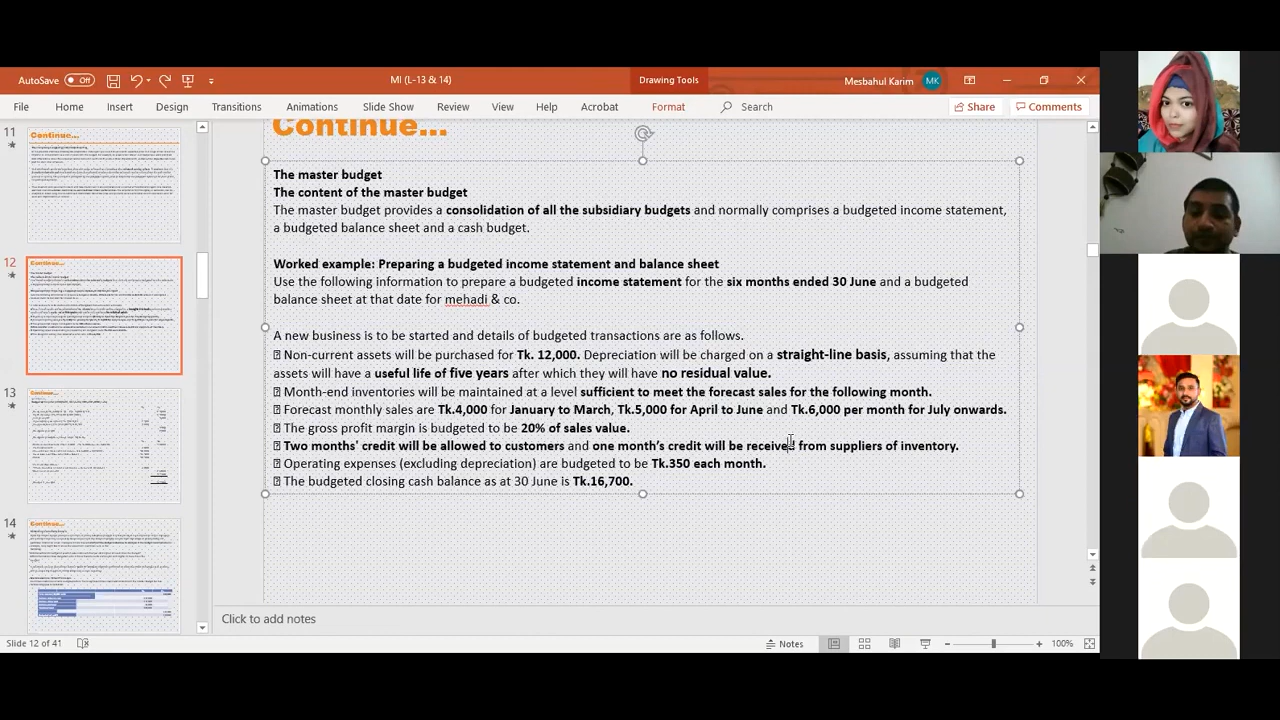 AutoSave Off
MI (L-13 & 14)
Drawing Tools
Mesbahul Karim MK
File Home Insert Design Transitions Animations Slide Show Review View Help Acrobat Format Search Share Comments
11
Continue...
12
Continue...
13
Continue...
14
Continue...
Continue...
The master budget
The content of the master budget
The master budget provides a consolidation of all the subsidiary budgets and normally comprises a budgeted income statement,
a budgeted balance sheet and a cash budget.
Worked example: Preparing a budgeted income statement and balance sheet
Use the following information to prepare a budgeted income statement for the six months ended 30 June and a budgeted
balance sheet at that date for mehadi & co.
A new business is to be started and details of budgeted transactions are as follows.
Non-current assets will be purchased for Tk. 12,000. Depreciation will be charged on a straight-line basis, assuming that the
assets will have a useful life of five years after which they will have no residual value.
Month-end inventories will be maintained at a level sufficient to meet the forecast sales for the following month.
Forecast monthly sales are Tk.4,000 for January to March, Tk.5,000 for April to June and Tk.6,000 per month for July onwards.
The gross profit margin is budgeted to be 20% of sales value.
Two months' credit will be allowed to customers and one month's credit will be received from suppliers of inventory.
Operating expenses (excluding depreciation) are budgeted to be Tk.350 each month.
The budgeted closing cash balance as at 30 June is Tk.16,700.
Click to add notes
Slide 12 of 41
Notes
100%